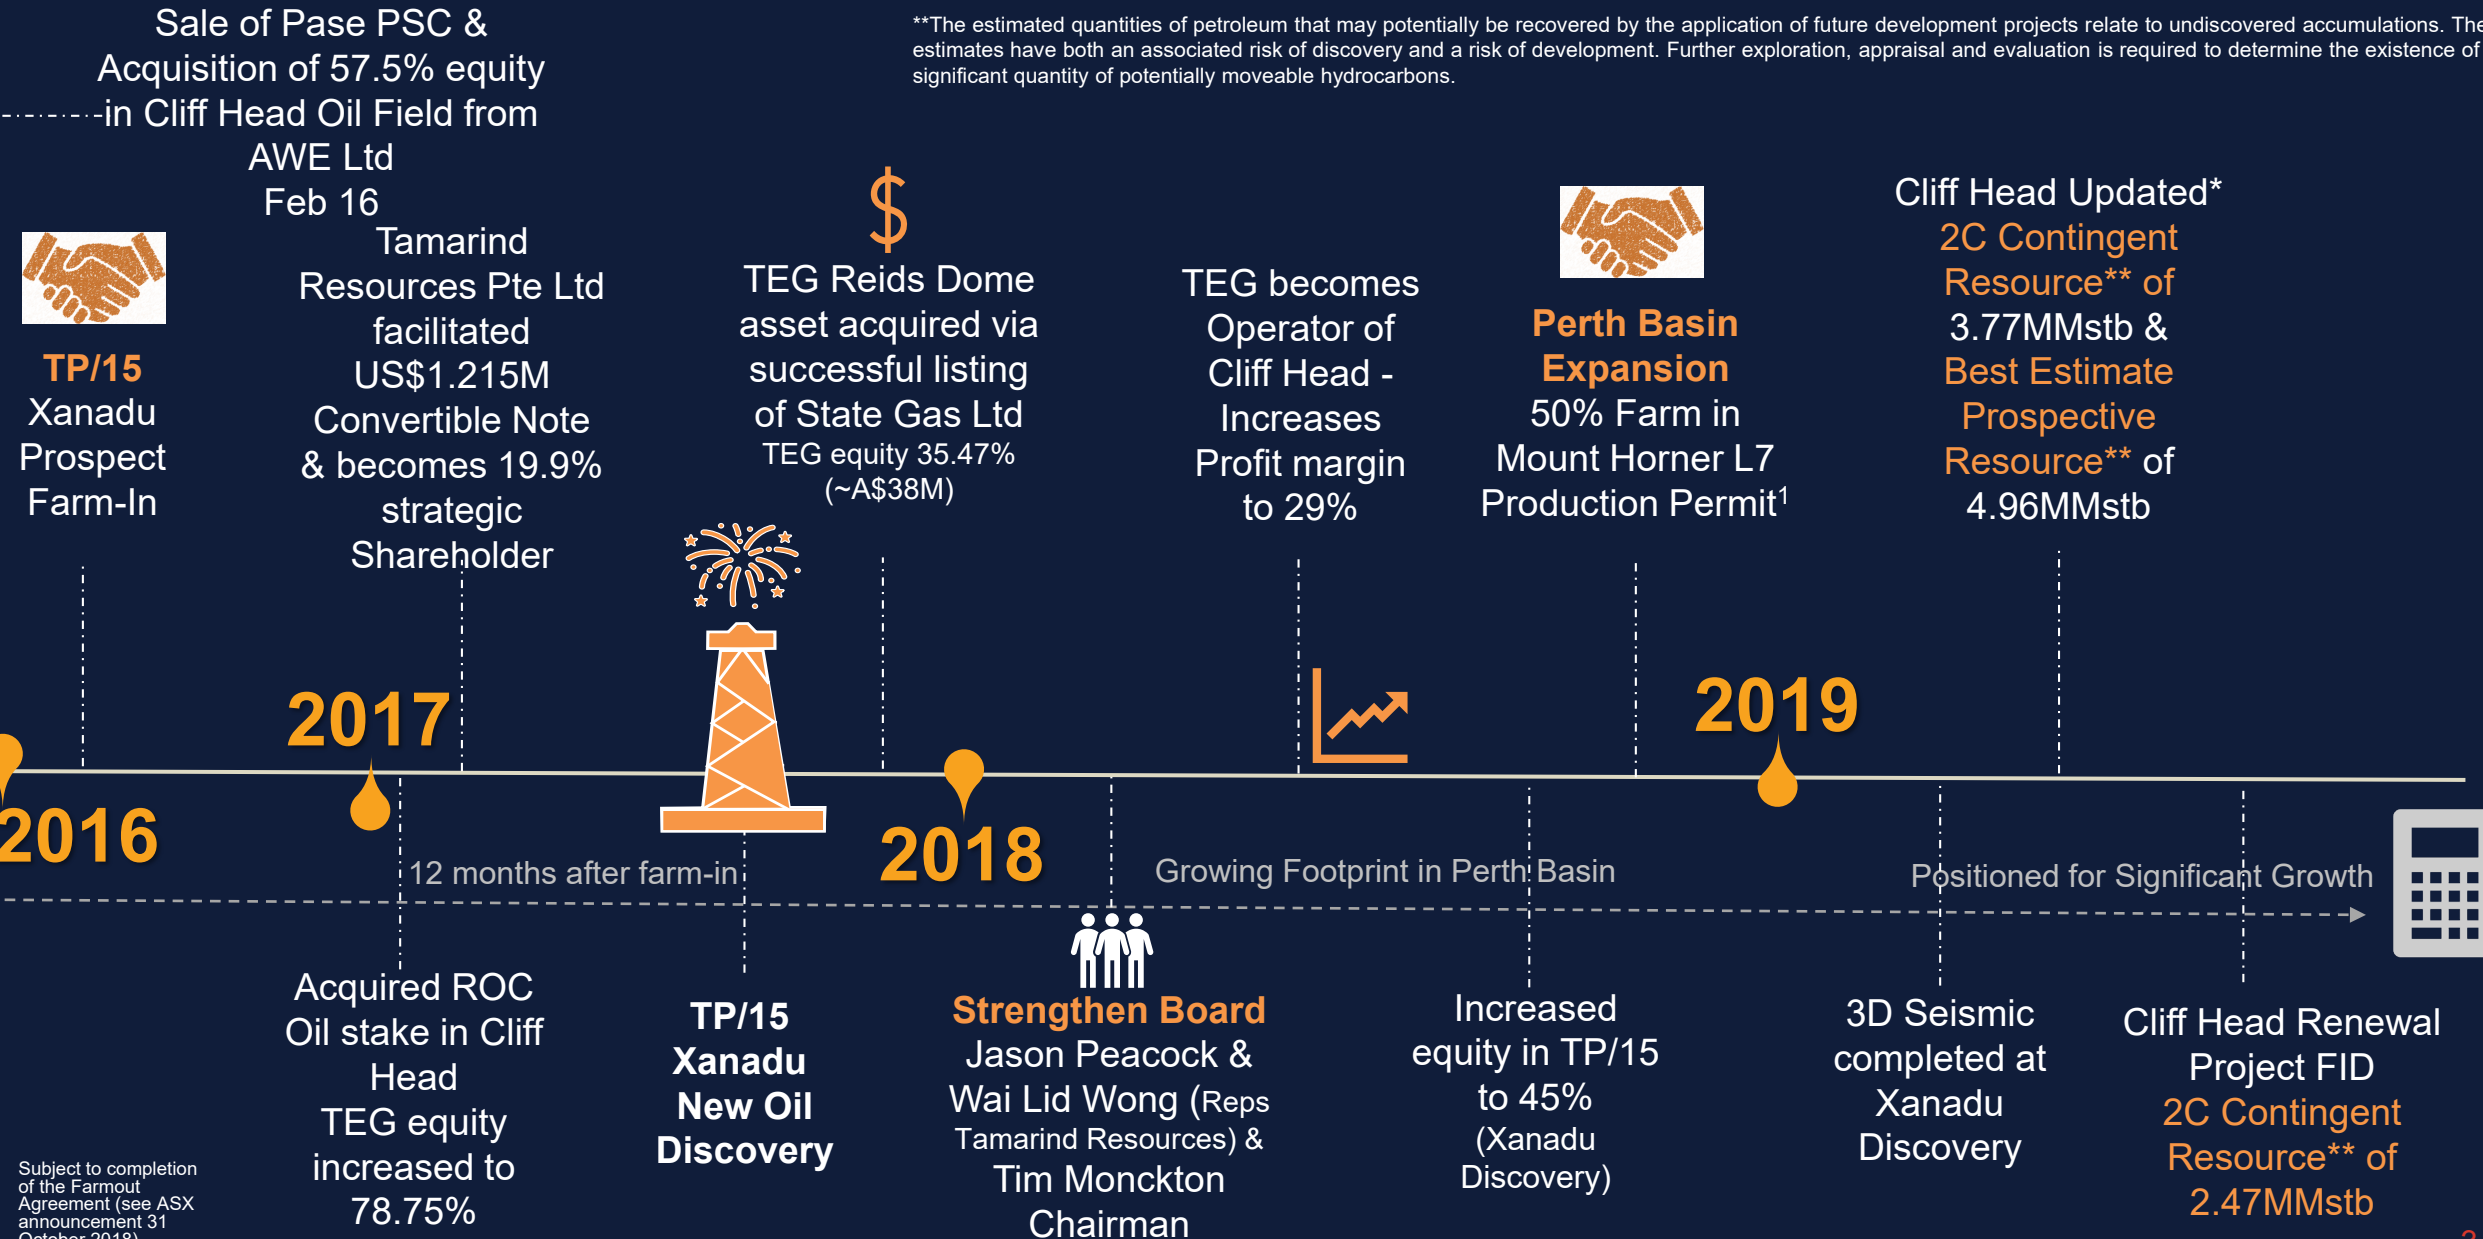 Sale of Pase PSC &
Acquisition of 57.5% equity
in Cliff Head Oil Field from
AWE Ltd
Feb 16
**The estimated quantities of petroleum that may potentially be recovered by the application of future development projects relate to undiscovered accumulations. The
estimates have both an associated risk of discovery and a risk of development. Further exploration, appraisal and evaluation is required to determine the existence of
significant quantity of potentially moveable hydrocarbons.
TP/15
Xanadu
Prospect
Farm-In
Tamarind
Resources Pte Ltd
facilitated
US$1.215M
Convertible Note
& becomes 19.9%
strategic
Shareholder
$
TEG Reids Dome
asset acquired via
successful listing
of State Gas Ltd
TEG equity 35.47%
(~A$38M)
TEG becomes
Operator of
Cliff Head -
Increases
Profit margin
to 29%
Perth Basin
Expansion
50% Farm in
Mount Horner L7
Production Permit1
Cliff Head Updated*
2C Contingent
Resource** of
3.77MMstb &
Best Estimate
Prospective
Resource** of
4.96MMstb
2016
2017
2018
2019
12 months after farm-in
Growing Footprint in Perth Basin
Positioned for Significant Growth
Acquired ROC
Oil stake in Cliff
Head
TEG equity
increased to
78.75%
TP/15
Xanadu
New Oil
Discovery
Strengthen Board
Jason Peacock &
Wai Lid Wong (Reps
Tamarind Resources) &
Tim Monckton
Chairman
Increased
equity in TP/15
to 45%
(Xanadu
Discovery)
3D Seismic
completed at
Xanadu
Discovery
Cliff Head Renewal
Project FID
2C Contingent
Resource** of
2.47MMstb
Subject to completion
of the Farmout
Agreement (see ASX
announcement 31
October 2018)